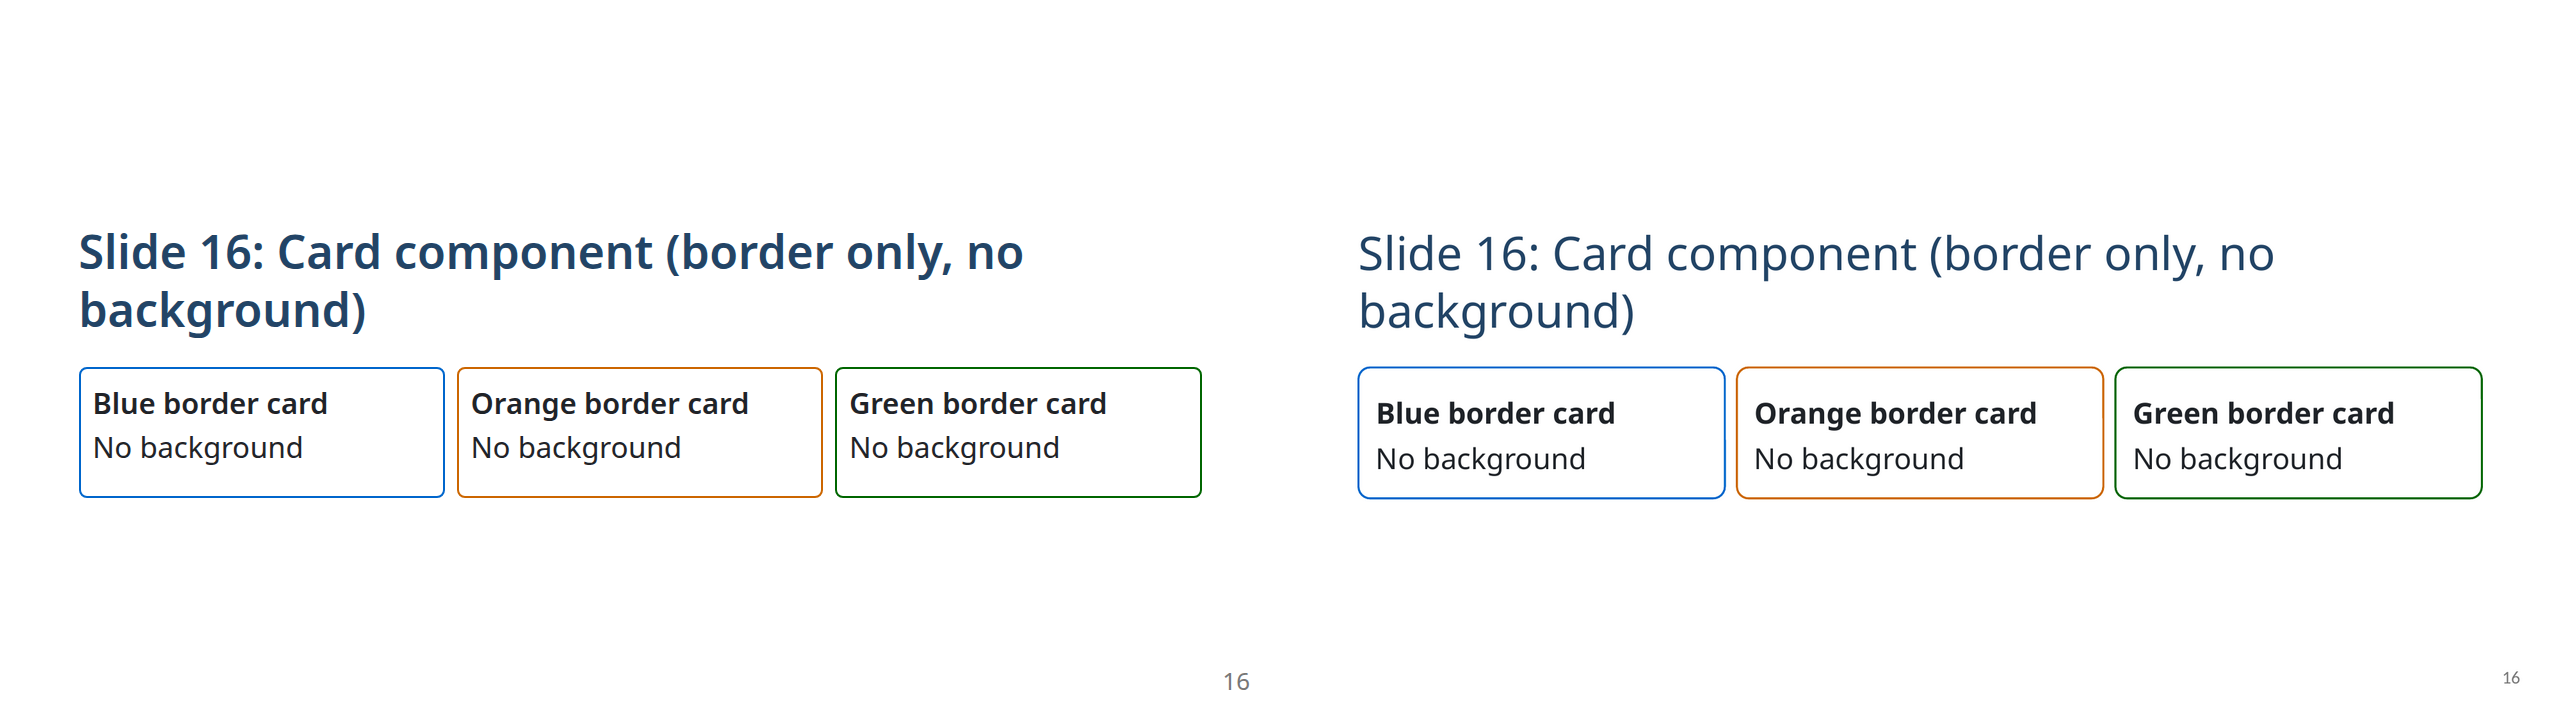 Slide 16: Card component (border only, no
background)
Blue border card
No background
Orange border card
No background
Green border card
No background
16
Slide 16: Card component (border only, no
background)
Blue border card
No background
Orange border card
No background
Green border card
No background
16